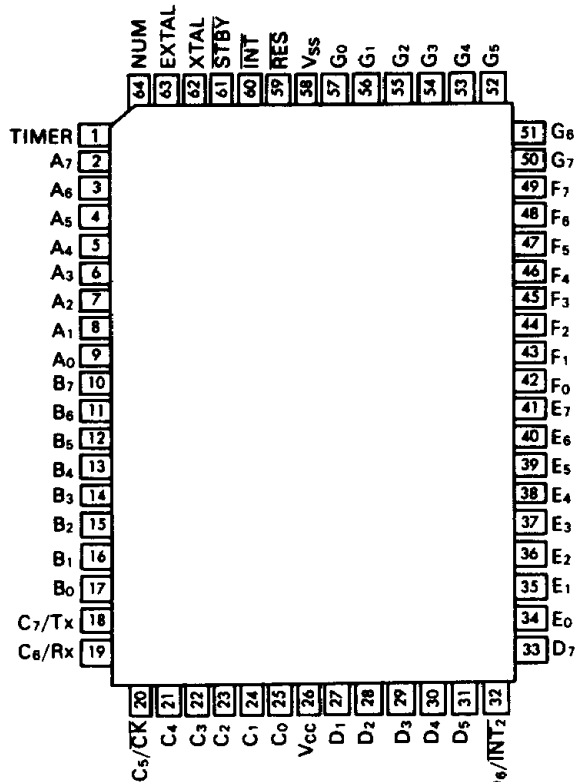 NUM
EXTAL
XTAL
STBY
INT
RES
Vss
G0
G1
G2
G3
G4
G5
64
63
62
61
60
59
58
57
56
55
54
53
52
TIMER 1
A7 2
A6 3
A5 4
A4 5
A3 6
A2 7
A1 8
A0 9
B7 10
B6 11
B5 12
B4 13
B3 14
B2 15
B1 16
B0 17
C7/Tx 18
C6/Rx 19
51 G6
50 G7
49 F7
48 F6
47 F5
46 F4
45 F3
44 F2
43 F1
42 F0
41 E7
40 E6
39 E5
38 E4
37 E3
36 E2
35 E1
34 E0
33 D7
20
21
22
23
24
25
26
27
28
29
30
31
32
C5/CK
C4
C3
C2
C1
C0
Vcc
D1
D2
D3
D4
D5
6/INT2